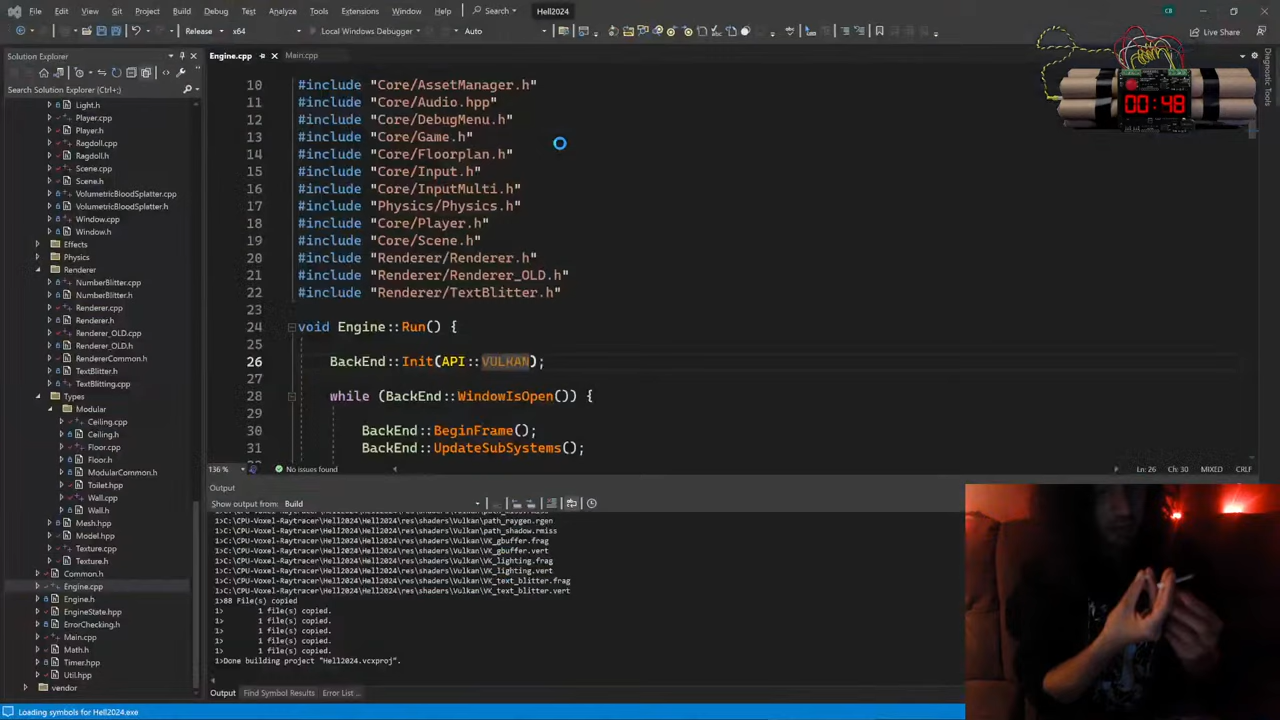 File Edit View Git Project Build Debug Test Analyze Tools Extensions Window Help Search Hell2024 CB
Release x64 Local Windows Debugger Auto Live Share
Solution Explorer
Search Solution Explorer (Ctrl+;)
Light.h
Player.cpp
Player.h
Ragdoll.cpp
Ragdoll.h
Scene.cpp
Scene.h
VolumetricBloodSplatter.cpp
VolumetricBloodSplatter.h
Window.cpp
Window.h
Effects
Physics
Renderer
NumberBlitter.cpp
NumberBlitter.h
Renderer.cpp
Renderer.h
Renderer_OLD.cpp
Renderer_OLD.h
RendererCommon.h
TextBlitter.h
TextBlitting.cpp
Types
Modular
Ceiling.cpp
Ceiling.h
Floor.cpp
Floor.h
ModularCommon.h
Toilet.hpp
Wall.cpp
Wall.h
Mesh.hpp
Model.hpp
Texture.cpp
Texture.h
Common.h
Engine.cpp
Engine.h
EngineState.hpp
ErrorChecking.h
Main.cpp
Math.h
Timer.hpp
Util.hpp
vendor
Engine.cpp Main.cpp
10 #include "Core/AssetManager.h"
11 #include "Core/Audio.hpp"
12 #include "Core/DebugMenu.h"
13 #include "Core/Game.h"
14 #include "Core/Floorplan.h"
15 #include "Core/Input.h"
16 #include "Core/InputMulti.h"
17 #include "Physics/Physics.h"
18 #include "Core/Player.h"
19 #include "Core/Scene.h"
20 #include "Renderer/Renderer.h"
21 #include "Renderer/Renderer_OLD.h"
22 #include "Renderer/TextBlitter.h"
23
24 void Engine::Run() {
25
26 BackEnd::Init(API::VULKAN);
27
28 while (BackEnd::WindowIsOpen()) {
29
30 BackEnd::BeginFrame();
31 BackEnd::UpdateSubSystems();
136 % No issues found Ln: 26 Ch: 30 MIXED CRLF
Output
Show output from: Build
1>C:\CPU-Voxel-Raytracer\Hell2024\Hell2024\res\shaders\Vulkan\path_raygen.rgen
1>C:\CPU-Voxel-Raytracer\Hell2024\Hell2024\res\shaders\Vulkan\path_shadow.rmiss
1>C:\CPU-Voxel-Raytracer\Hell2024\Hell2024\res\shaders\Vulkan\VK_gbuffer.frag
1>C:\CPU-Voxel-Raytracer\Hell2024\Hell2024\res\shaders\Vulkan\VK_gbuffer.vert
1>C:\CPU-Voxel-Raytracer\Hell2024\Hell2024\res\shaders\Vulkan\VK_lighting.frag
1>C:\CPU-Voxel-Raytracer\Hell2024\Hell2024\res\shaders\Vulkan\VK_lighting.vert
1>C:\CPU-Voxel-Raytracer\Hell2024\Hell2024\res\shaders\Vulkan\VK_text_blitter.frag
1>C:\CPU-Voxel-Raytracer\Hell2024\Hell2024\res\shaders\Vulkan\VK_text_blitter.vert
1>88 File(s) copied
1> 1 file(s) copied.
1> 1 file(s) copied.
1> 1 file(s) copied.
1> 1 file(s) copied.
1> 1 file(s) copied.
1>Done building project "Hell2024.vcxproj".
Output Find Symbol Results Error List ...
Loading symbols for Hell2024.exe
00:48
Diagnostic Tools